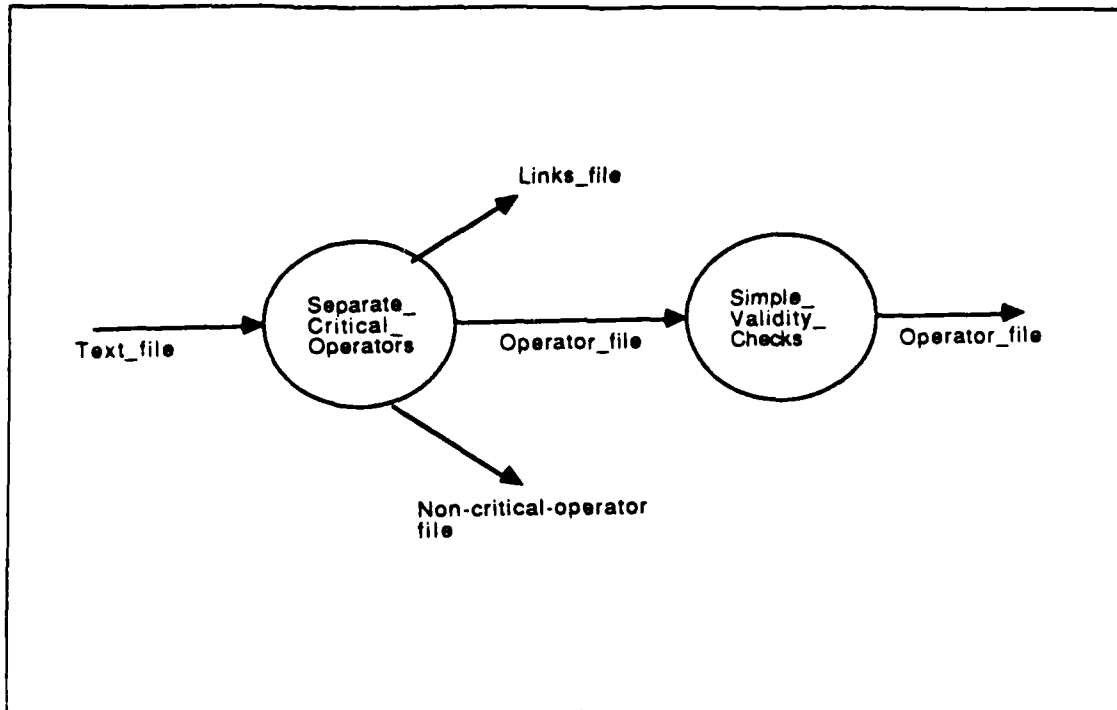 Links_file
Separate_
Critical_
Operators
Simple_
Validity_
Checks
Text_file
Operator_file
Operator_file
Non-critical-operator
file